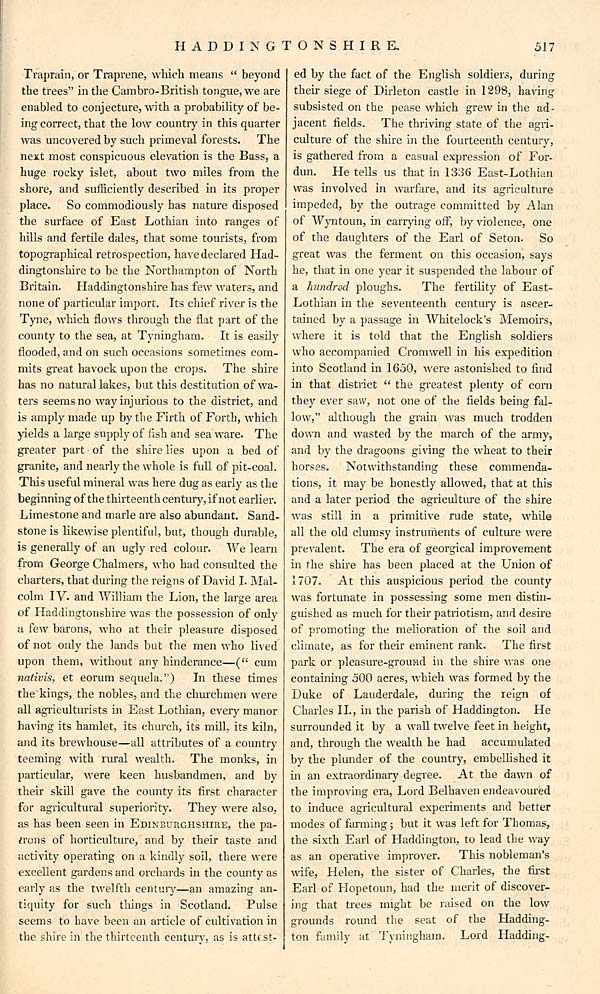 HADDINGTONSHIRE. 517
Traprain, or Traprene, which means “ beyond
the trees” in the Cambro-British tongue, we are
enabled to conjecture, with a probability of be-
ing correct, that the low country in this quarter
was uncovered by such primeval forests. The
next most conspicuous elevation is the Bass, a
huge rocky islet, about two miles from the
shore, and sufficiently described in its proper
place. So commodiously has nature disposed
the surface of East Lothian into ranges of
hills and fertile dales, that some tourists, from
topographical retrospection, have declared Had-
dingtonshire to be the Northampton of North
Britain. Haddingtonshire has few waters, and
none of particular import. Its chief river is the
Tyne, which flows through the flat part of the
county to the sea, at Tyningham. It is easily
flooded, and on such occasions sometimes com-
mits great havock upon the crops. The shire
has no natural lakes, but this destitution of wa-
ters seems no way injurious to the district, and
is amply made up by the Firth of Forth, which
yields a large supply of fish and sea ware. The
greater part of the shire lies upon a bed of
granite, and nearly the whole is full of pit-coal.
This useful mineral was here dug as early as the
beginning of the thirteenth century, if not earlier.
Limestone and marle are also abundant. Sand-
stone is likewise plentiful, but, though durable,
is generally of an ugly red colour. We learn
from George Chalmers, who had consulted the
charters, that during the reigns of David I. Mal-
colm IV. and William the Lion, the large area
of Haddingtonshire was the possession of only
a few barons, who at their pleasure disposed
of not only the lands but the men who lived
upon them, without any hinderance—(“ cum
nativis, et eorum sequela.”) In these times
the kings, the nobles, and the churchmen were
all agriculturists in East Lothian, every manor
having its hamlet, its church, its mill, its kiln,
and its brewhouse—all attributes of a country
teeming with rural wealth. The monks, in
particular, were keen husbandmen, and by
their skill gave the county its first character
for agricultural superiority. They were also,
as has been seen in EDINBURGHSHIRE, the pa-
trons of horticulture, and by their taste and
activity operating on a kindly soil, there were
excellent gardens and orchards in the county as
early as the twelfth century—an amazing an-
tiquity for such things in Scotland. Pulse
seems to have been an article of cultivation in
the shire in the thirteenth century, as is attest-
ed by the fact of the English soldiers, during
their siege of Dirleton castle in 1298, having
subsisted on the pease which grew in the ad-
jacent fields. The thriving state of the agri-
culture of the shire in the fourteenth century,
is gathered from a casual expression of For-
dun. He tells us that in 1336 East-Lothian
was involved in warfare, and its agriculture
impeded, by the outrage committed by Alan
of Wyntoun, in carrying off, by violence, one
of the daughters of the Earl of Seton. So
great was the ferment on this occasion, says
he, that in one year it suspended the labour of
a hundred ploughs. The fertility of East-
Lothian in the seventeenth century is ascer-
tained by a passage in Whitelock's Memoirs,
where it is told that the English soldiers
who accompanied Cromwell in his expedition
into Scotland in 1650, were astonished to find
in that district “ the greatest plenty of corn
they ever saw, not one of the fields being fal-
low,” although the grain was much trodden
down and wasted by the march of the army,
and by the dragoons giving the wheat to their
horses. Notwithstanding these commenda-
tions, it may be honestly allowed, that at this
and a later period the agriculture of the shire
was still in a primitive rude state, while
all the old clumsy instruments of culture were
prevalent. The era of georgical improvement
in the shire has been placed at the Union of
1707. At this auspicious period the county
was fortunate in possessing some men distin-
guished as much for their patriotism, and desire
of promoting the melioration of the soil and
climate, as for their eminent rank. The first
park or pleasure-ground in the shire was one
containing 500 acres, which was formed by the
Duke of Lauderdale, during the reign of
Charles II., in the parish of Haddington. He
surrounded it by a wall twelve feet in height,
and, through the wealth he had accumulated
by the plunder of the country, embellished it
in an extraordinary degree. At the dawn of
the improving era, Lord Belhaven endeavoured
to induce agricultural experiments and better
modes of farming; but it was left for Thomas,
the sixth Earl of Haddington, to lead the way
as an operative improver. This nobleman's
wife, Helen, the sister of Charles, the first
Earl of Hopetoun, had the merit of discover-
ing that trees might be raised on the low
grounds round the seat of the Hadding-
ton family at Tyningham. Lord Hadding-